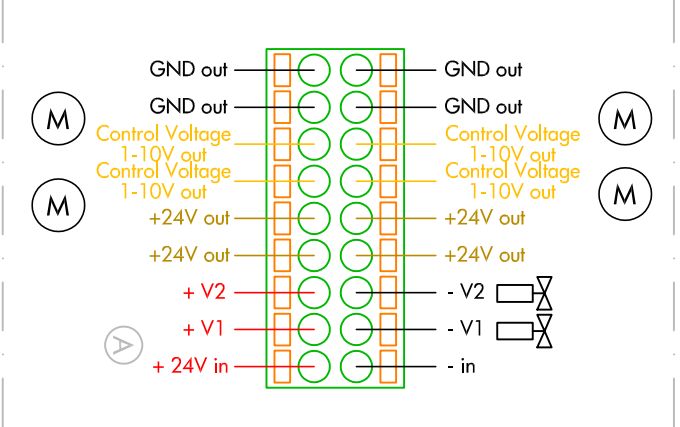 GND out
GND out
GND out
GND out
M
M
Control Voltage
1-10V out
Control Voltage
1-10V out
Control Voltage
1-10V out
Control Voltage
1-10V out
M
M
+24V out
+24V out
+24V out
+24V out
+ V2
- V2
+ V1
- V1
A
+ 24V in
- in